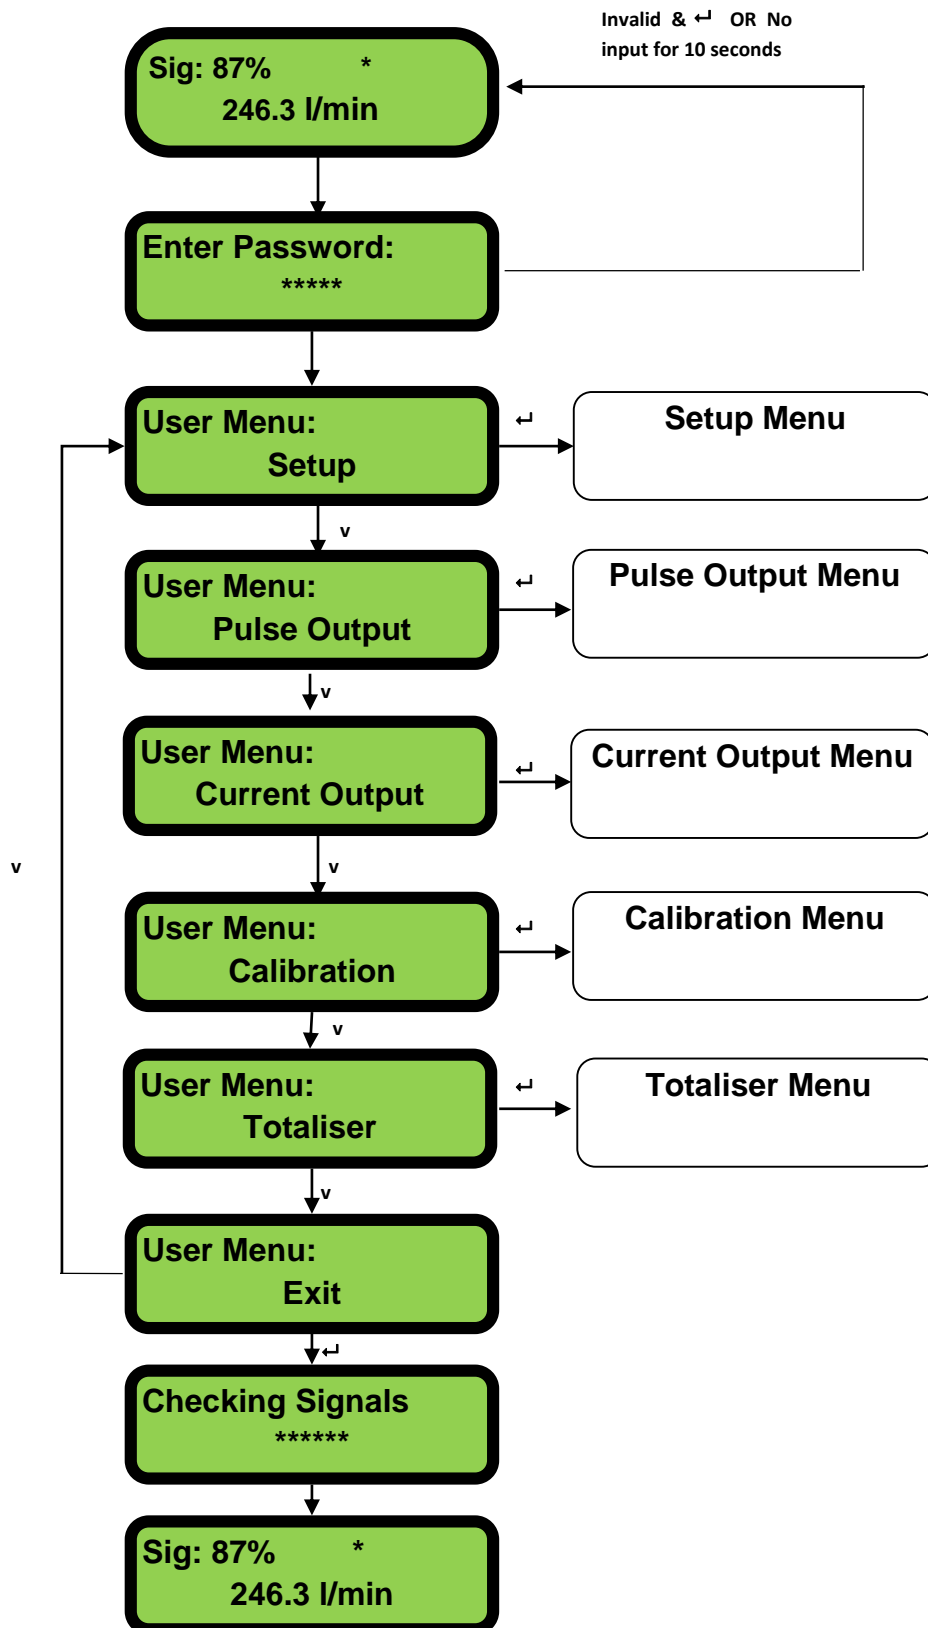 Invalid & ↵ OR No
input for 10 seconds
Sig: 87% *
246.3 l/min
Enter Password:
*****
User Menu:
Setup
↵
Setup Menu
v
User Menu:
Pulse Output
↵
Pulse Output Menu
v
User Menu:
Current Output
↵
Current Output Menu
v
v
User Menu:
Calibration
↵
Calibration Menu
v
User Menu:
Totaliser
↵
Totaliser Menu
v
User Menu:
Exit
↵
Checking Signals
******
Sig: 87% *
246.3 l/min